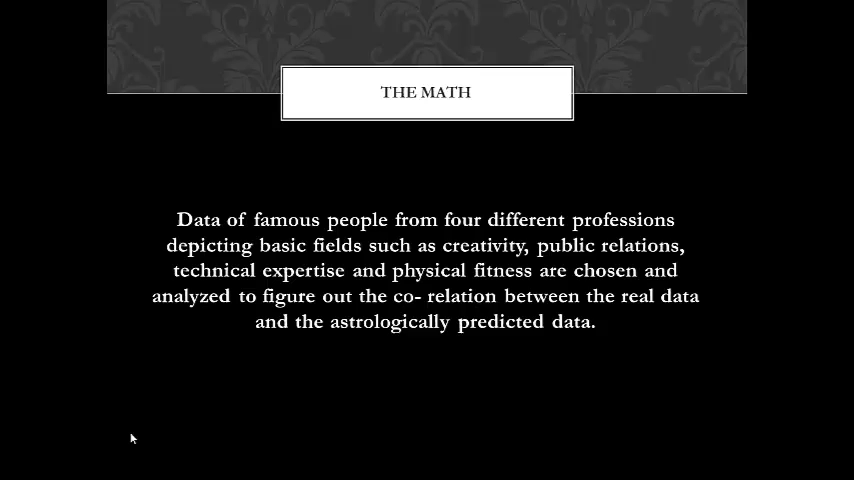 THE MATH
Data of famous people from four different professions
depicting basic fields such as creativity, public relations,
technical expertise and physical fitness are chosen and
analyzed to figure out the co- relation between the real data
and the astrologically predicted data.